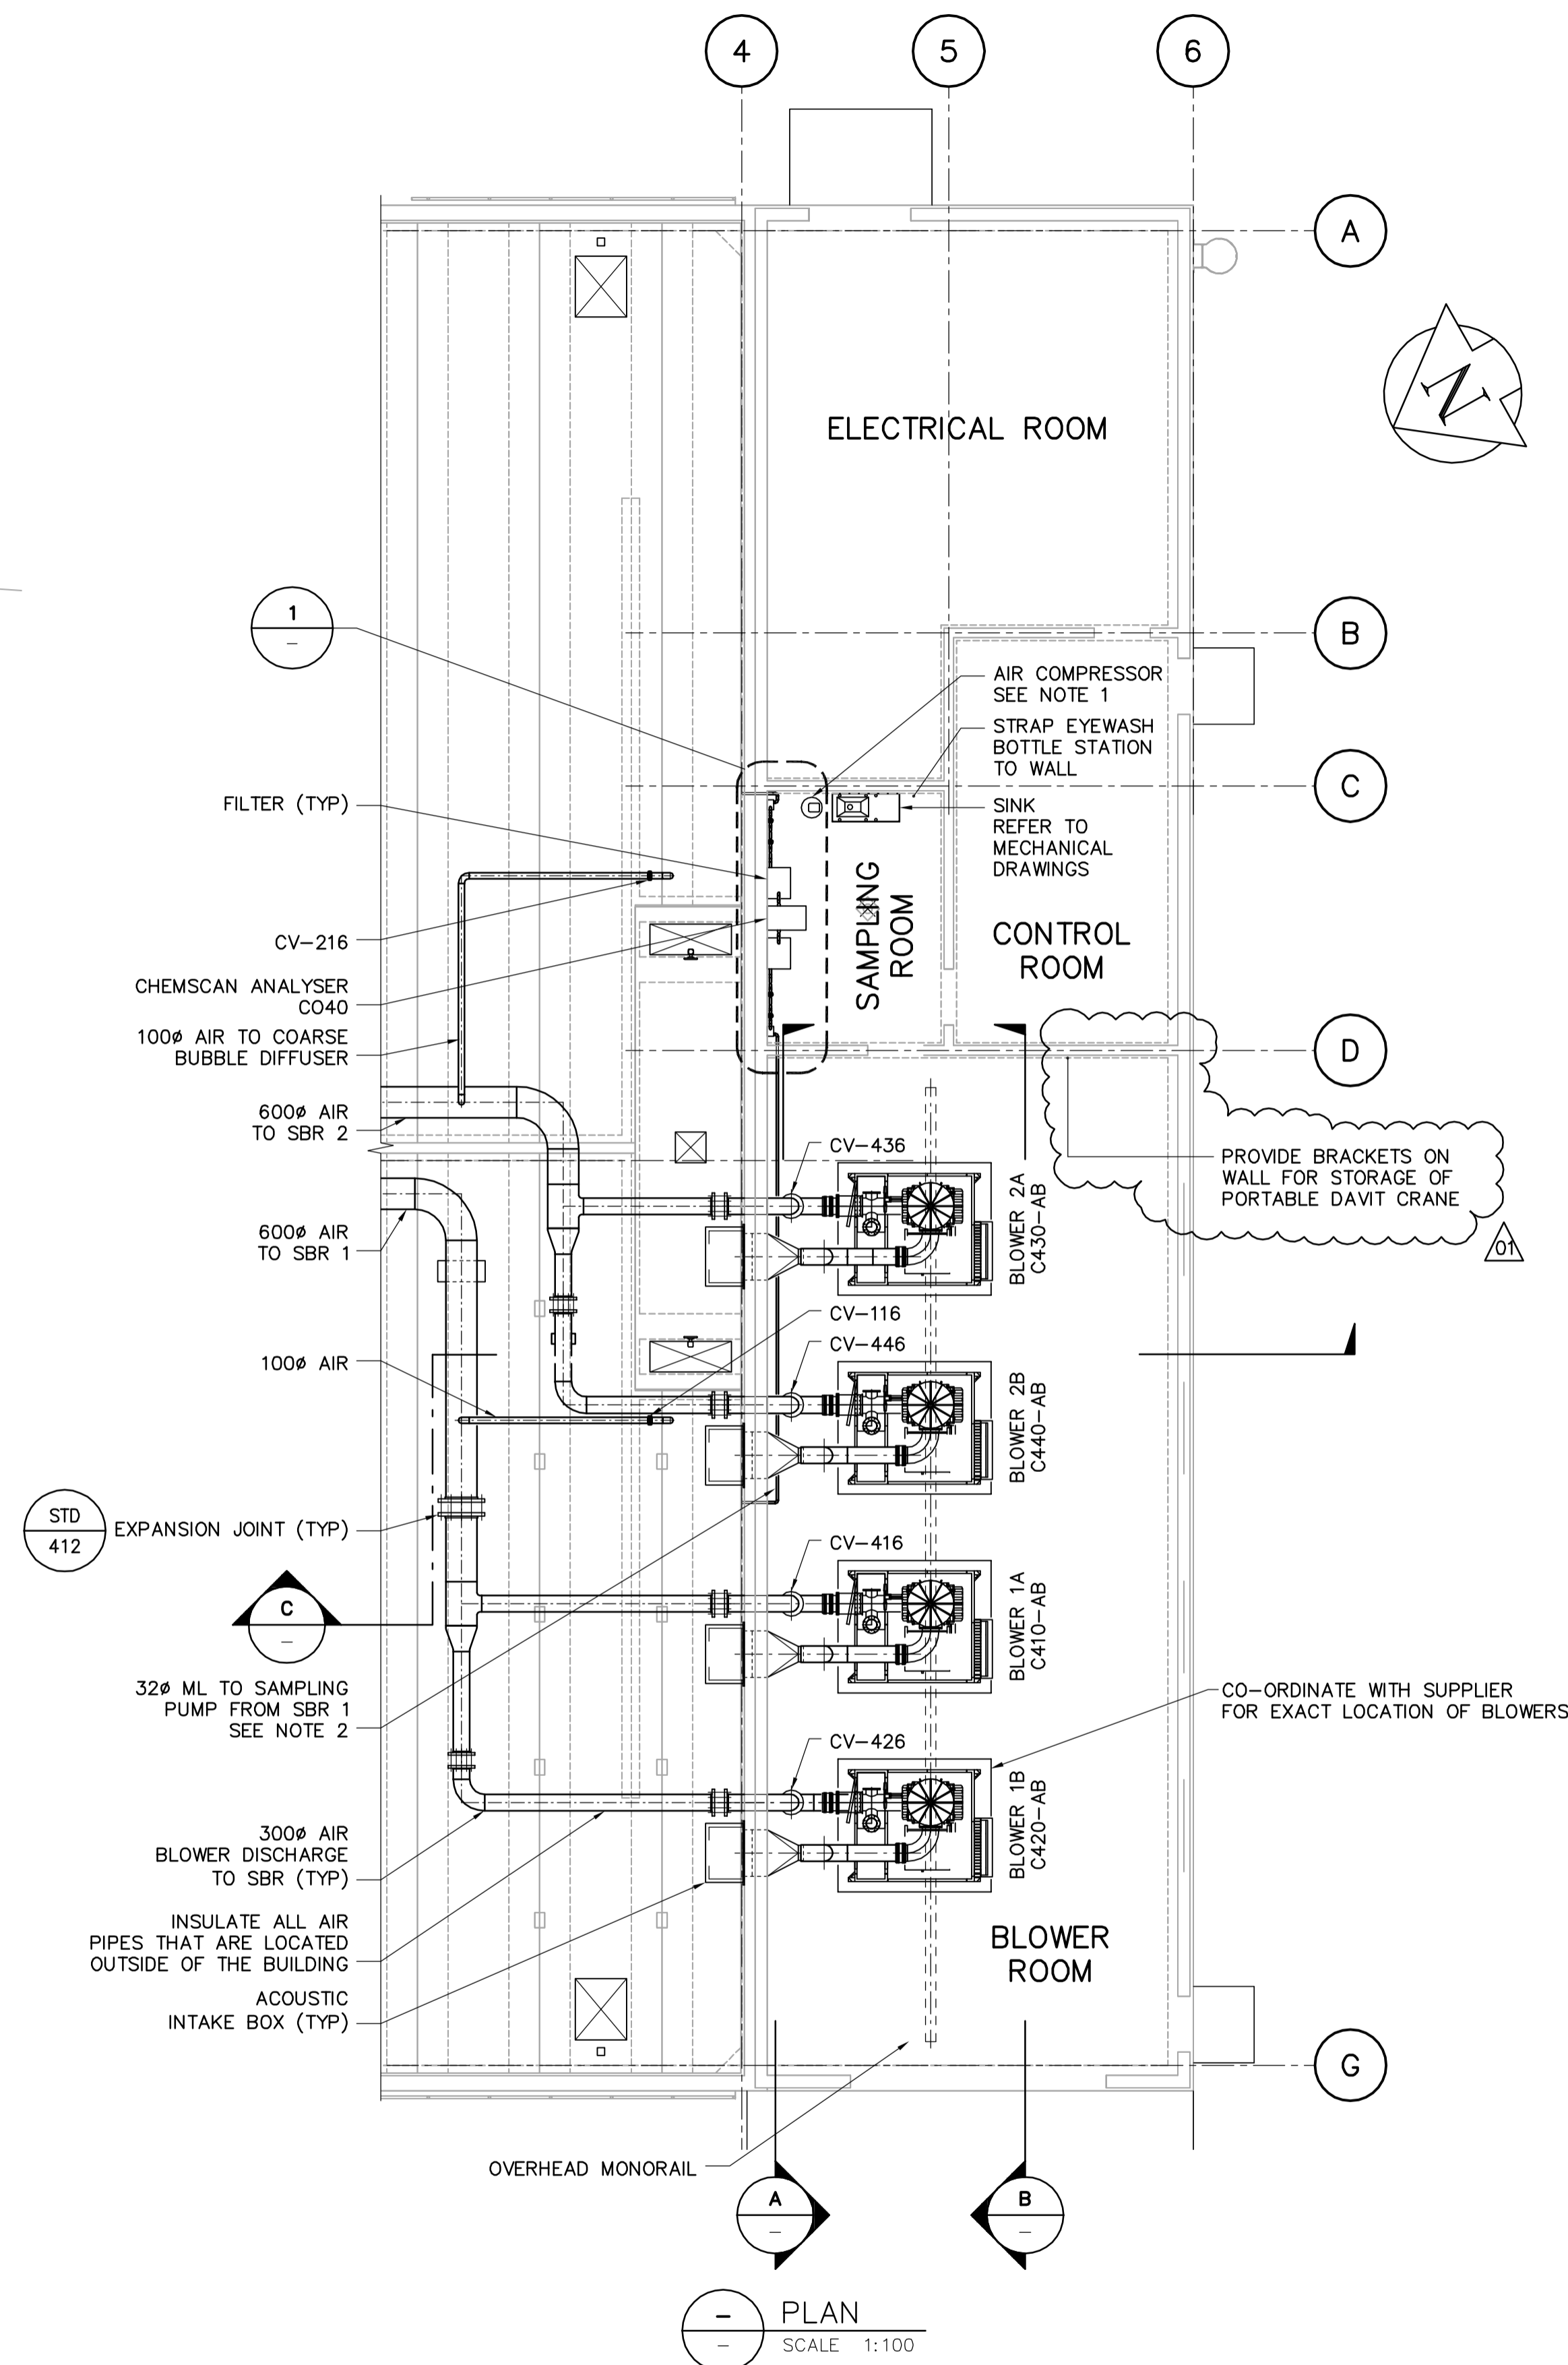 4
5
6
A
N
ELECTRICAL ROOM
1
–
B
AIR COMPRESSOR
SEE NOTE 1
STRAP EYEWASH
BOTTLE STATION
TO WALL
C
FILTER (TYP)
SINK
REFER TO
MECHANICAL
DRAWINGS
SAMPLING
ROOM
CONTROL
ROOM
CV-216
CHEMSCAN ANALYSER
CO40
100ø AIR TO COARSE
BUBBLE DIFFUSER
D
600ø AIR
TO SBR 2
CV-436
PROVIDE BRACKETS ON
WALL FOR STORAGE OF
PORTABLE DAVIT CRANE
01
BLOWER 2A
C430-AB
600ø AIR
TO SBR 1
CV-116
CV-446
100ø AIR
BLOWER 2B
C440-AB
STD
412
EXPANSION JOINT (TYP)
CV-416
C
–
BLOWER 1A
C410-AB
32ø ML TO SAMPLING
PUMP FROM SBR 1
SEE NOTE 2
CO-ORDINATE WITH SUPPLIER
FOR EXACT LOCATION OF BLOWERS
CV-426
BLOWER 1B
C420-AB
300ø AIR
BLOWER DISCHARGE
TO SBR (TYP)
INSULATE ALL AIR
PIPES THAT ARE LOCATED
OUTSIDE OF THE BUILDING
BLOWER
ROOM
ACOUSTIC
INTAKE BOX (TYP)
G
OVERHEAD MONORAIL
A
–
B
–
–
–
PLAN
SCALE 1:100